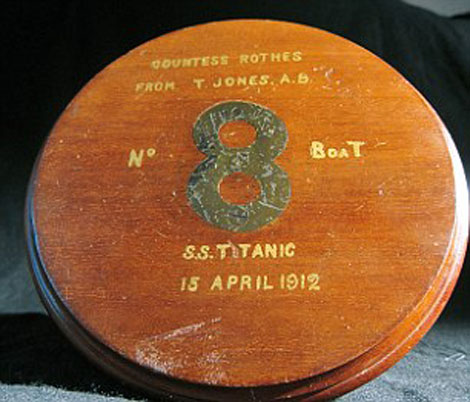 COUNTESS ROTHES
FROM T. JONES. A.B.
Nº 8 BOAT
S.S. TITANIC
15 APRIL 1912